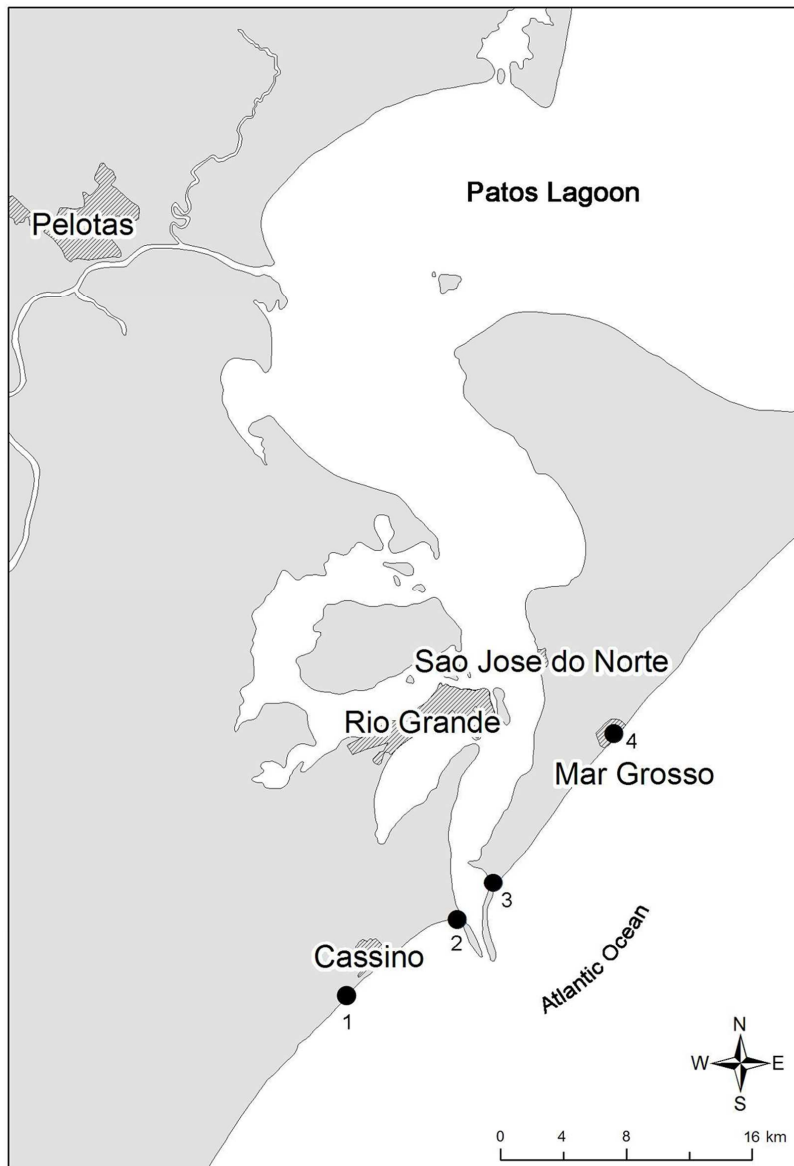 Patos Lagoon
Pelotas
Sao Jose do Norte
Rio Grande
4
Mar Grosso
3
2
Cassino
Atlantic Ocean
1
N
W E
S
0 4 8 16 km